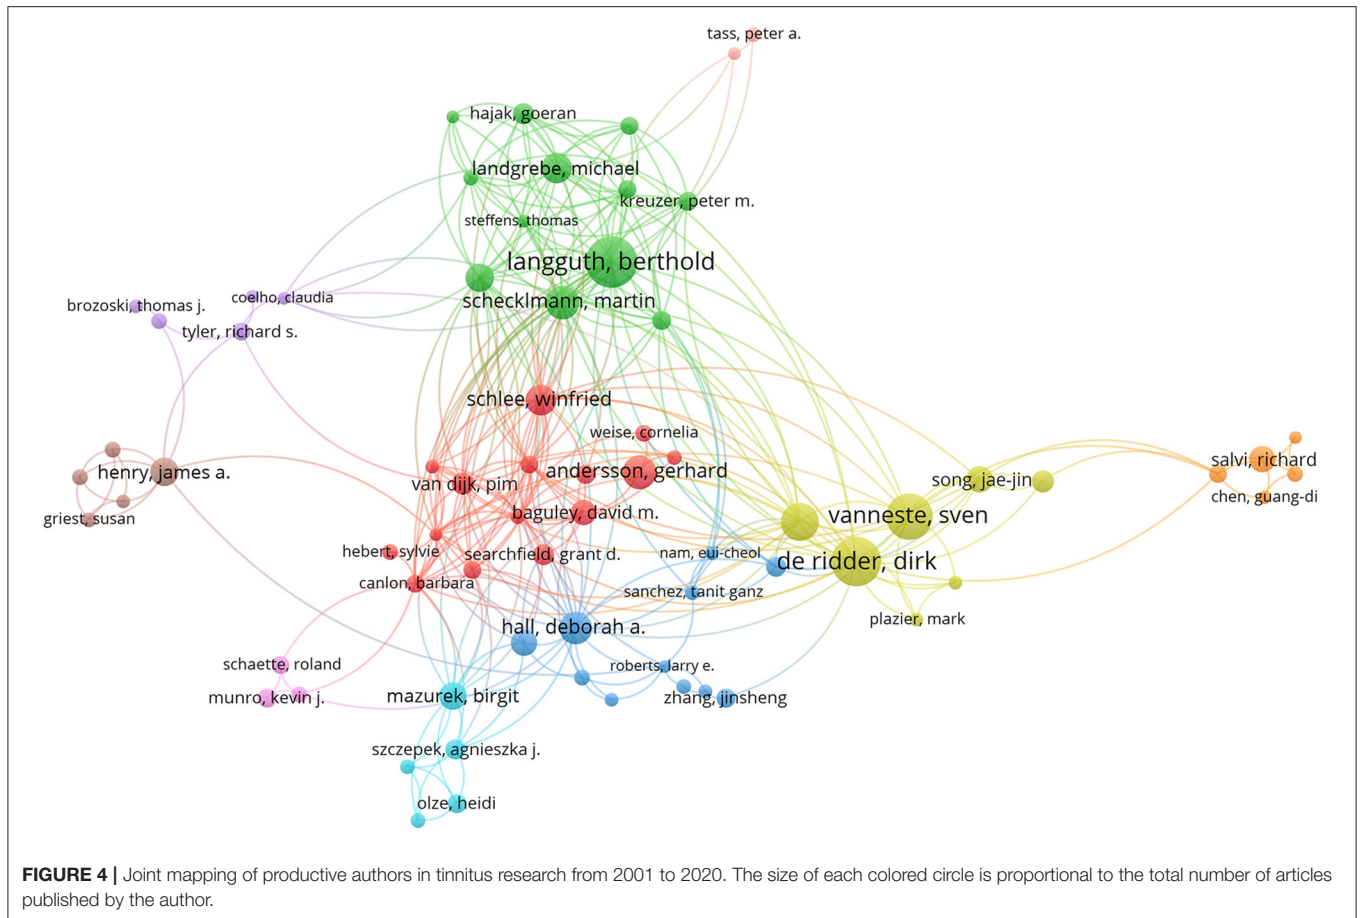 tass, peter a.
hajak, goeran
landgrebe, michael
kreuzer, peter m.
steffens, thomas
langguth, berthold
coelho, claudia
schecklmann, martin
brozoski, thomas j.
tyler, richard s.
schlee, winfried
weise, cornelia
salvi, richard
andersson, gerhard
henry, james a.
song, jae-jin
van dijk, pim
chen, guang-di
baguley, david m.
vanneste, sven
griest, susan
hebert, sylvie
searchfield, grant d.
nam, eui-cheol
de ridder, dirk
canlon, barbara
sanchez, tanit ganz
plazier, mark
hall, deborah a.
schaette, roland
roberts, larry e.
munro, kevin j.
mazurek, birgit
zhang, jinsheng
szczepek, agnieszka j.
olze, heidi
FIGURE 4 | Joint mapping of productive authors in tinnitus research from 2001 to 2020. The size of each colored circle is proportional to the total number of articles
published by the author.